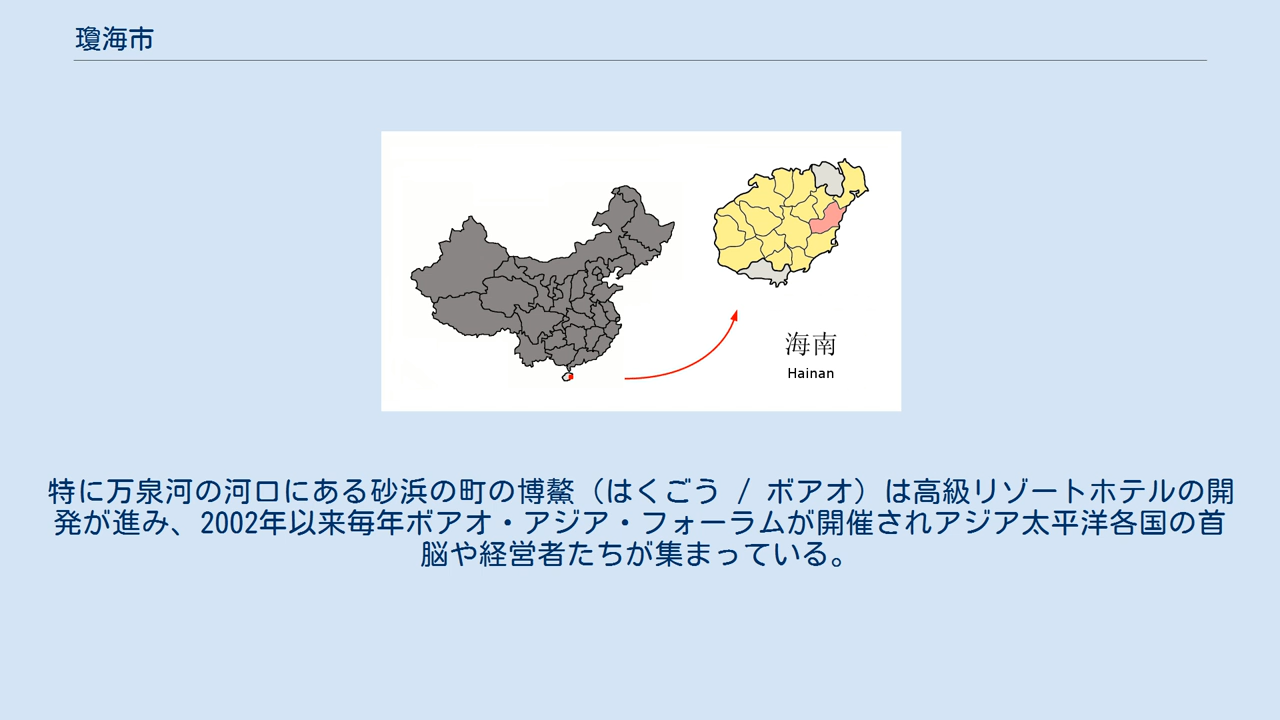 瓊海市
海南
Hainan
特に万泉河の河口にある砂浜の町の博鰲（はくごう / ボアオ）は高級リゾートホテルの開
発が進み、2002年以来毎年ボアオ・アジア・フォーラムが開催されアジア太平洋各国の首
脳や経営者たちが集まっている。